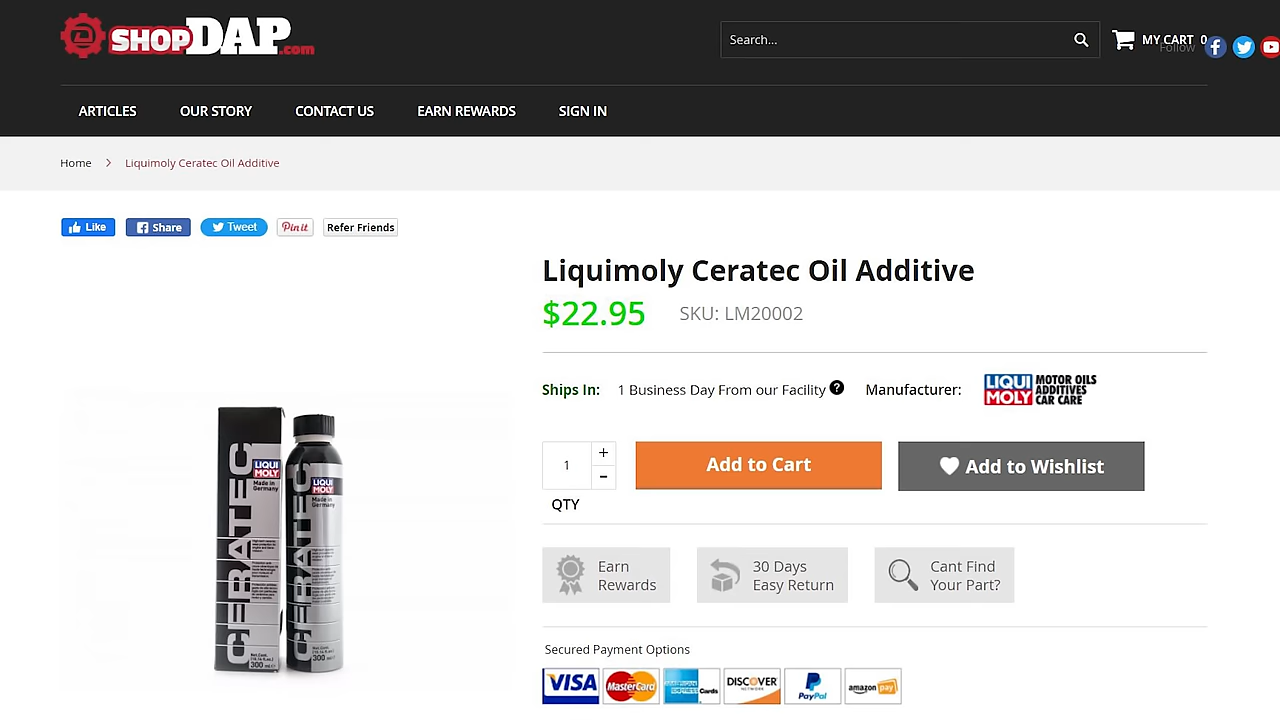 SHOPDAP.com
Search...
MY CART 0
Follow
ARTICLES OUR STORY CONTACT US EARN REWARDS SIGN IN
Home > Liquimoly Ceratec Oil Additive
Like Share Tweet Pin it Refer Friends
Liquimoly Ceratec Oil Additive
$22.95 SKU: LM20002
Ships In: 1 Business Day From our Facility ? Manufacturer: LIQUI MOLY MOTOR OILS ADDITIVES CAR CARE
1 + -
Add to Cart
Add to Wishlist
QTY
Earn
Rewards
30 Days
Easy Return
Cant Find
Your Part?
Secured Payment Options
VISA MasterCard AMERICAN EXPRESS Cards DISCOVER NETWORK PayPal amazon pay
CERATEC
LIQUI
MOLY
Made in
Germany
300 ml
CERATEC
LIQUI
MOLY
Made in
Germany
300 ml